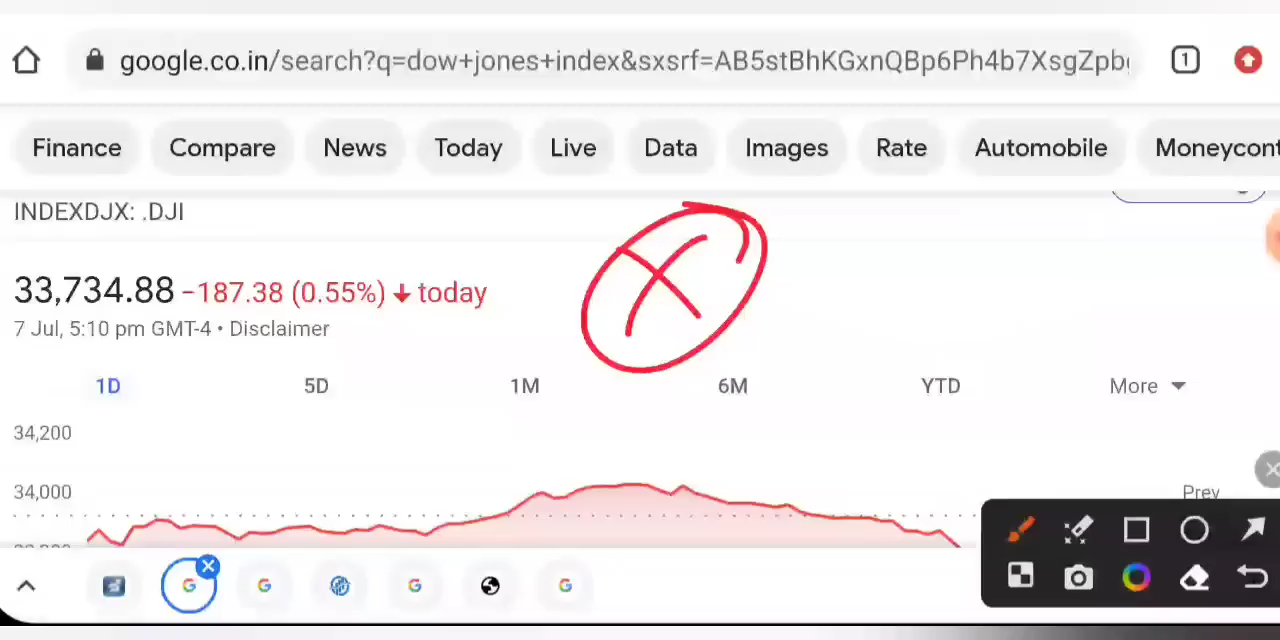 google.co.in/search?q=dow+jones+index&sxsrf=AB5stBhKGxnQBp6Ph4b7XsgZpb
1
Finance Compare News Today Live Data Images Rate Automobile Moneycont
INDEXDJX: .DJI
33,734.88 -187.38 (0.55%) ↓ today
7 Jul, 5:10 pm GMT-4 • Disclaimer
1D 5D 1M 6M YTD More
34,200
34,000
Prev